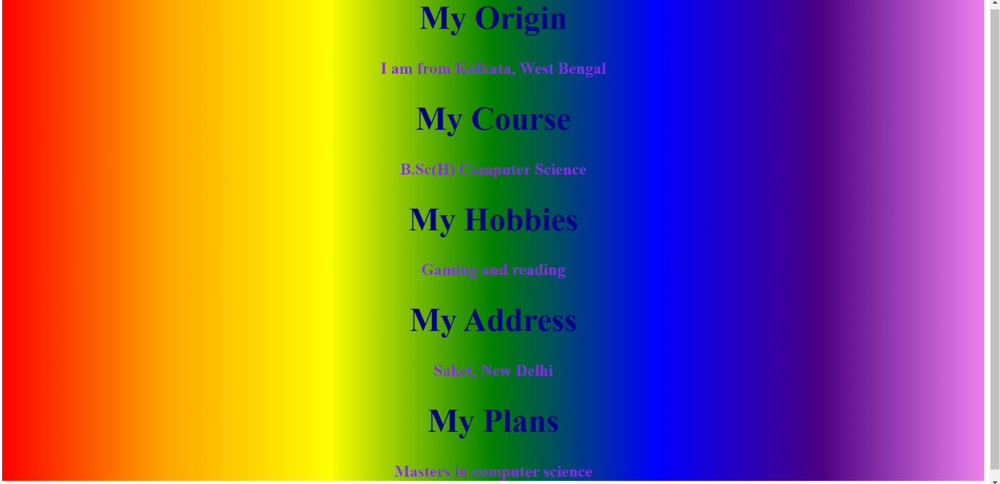 My Origin
I am from Kolkata, West Bengal
My Course
B.Sc(H) Computer Science
My Hobbies
Gaming and reading
My Address
Saket, New Delhi
My Plans
Masters in computer science